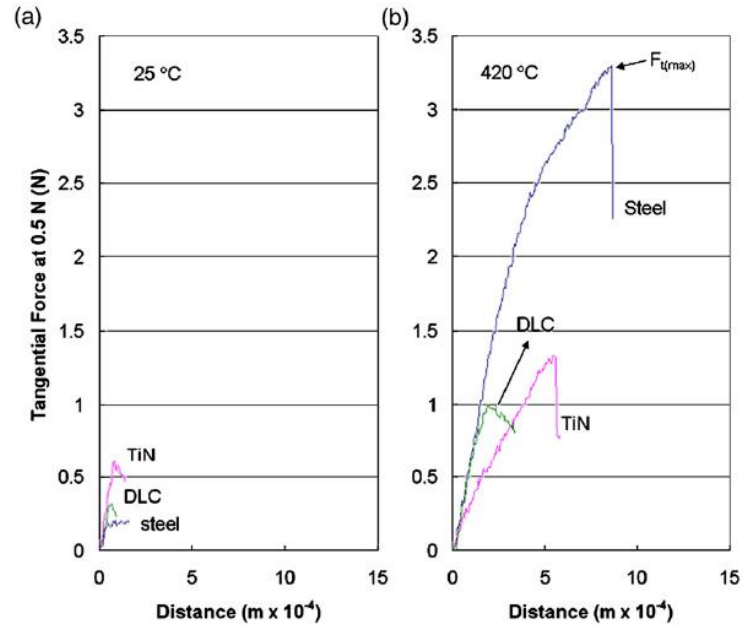 (a)
(b)
3.5
3
2.5
2
1.5
1
0.5
0
Tangential Force at 0.5 N (N)
25 °C
TiN
DLC
steel
0 5 10 15
Distance (m x 10⁻⁴)
3.5
3
2.5
2
1.5
1
0.5
0
420 °C
Ft(max)
Steel
DLC
TiN
0 5 10 15
Distance (m x 10⁻⁴)